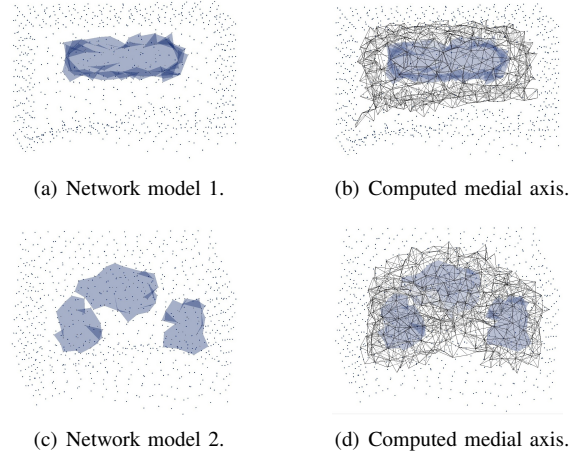 (a) Network model 1.
(b) Computed medial axis.
(c) Network model 2.
(d) Computed medial axis.